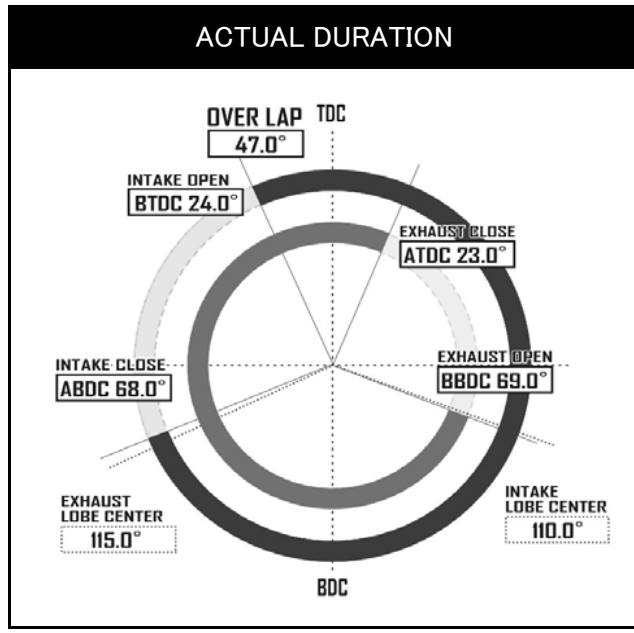 ACTUAL DURATION
OVER LAP
47.0°
TDC
INTAKE OPEN
BTDC 24.0°
EXHAUST CLOSE
ATDC 23.0°
INTAKE CLOSE
ABDC 68.0°
EXHAUST OPEN
BBDC 69.0°
EXHAUST
LOBE CENTER
115.0°
INTAKE
LOBE CENTER
110.0°
BDC